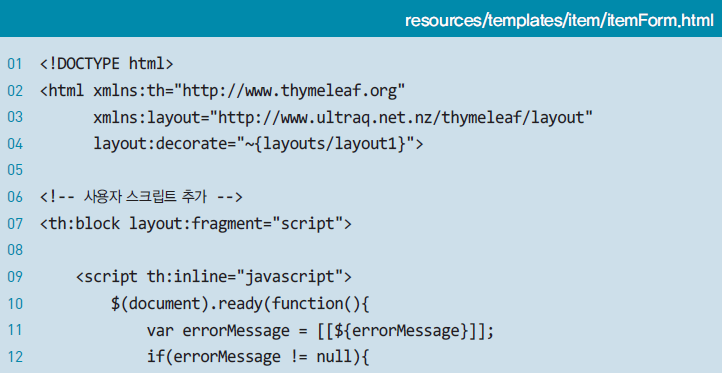 resources/templates/item/itemForm.html
01 <!DOCTYPE html>
02 <html xmlns:th="http://www.thymeleaf.org"
03 xmlns:layout="http://www.ultraq.net.nz/thymeleaf/layout"
04 layout:decorate="~{layouts/layout1}">
05
06 <!-- 사용자 스크립트 추가 -->
07 <th:block layout:fragment="script">
08
09 <script th:inline="javascript">
10 $(document).ready(function(){
11 var errorMessage = [[${errorMessage}]];
12 if(errorMessage != null){